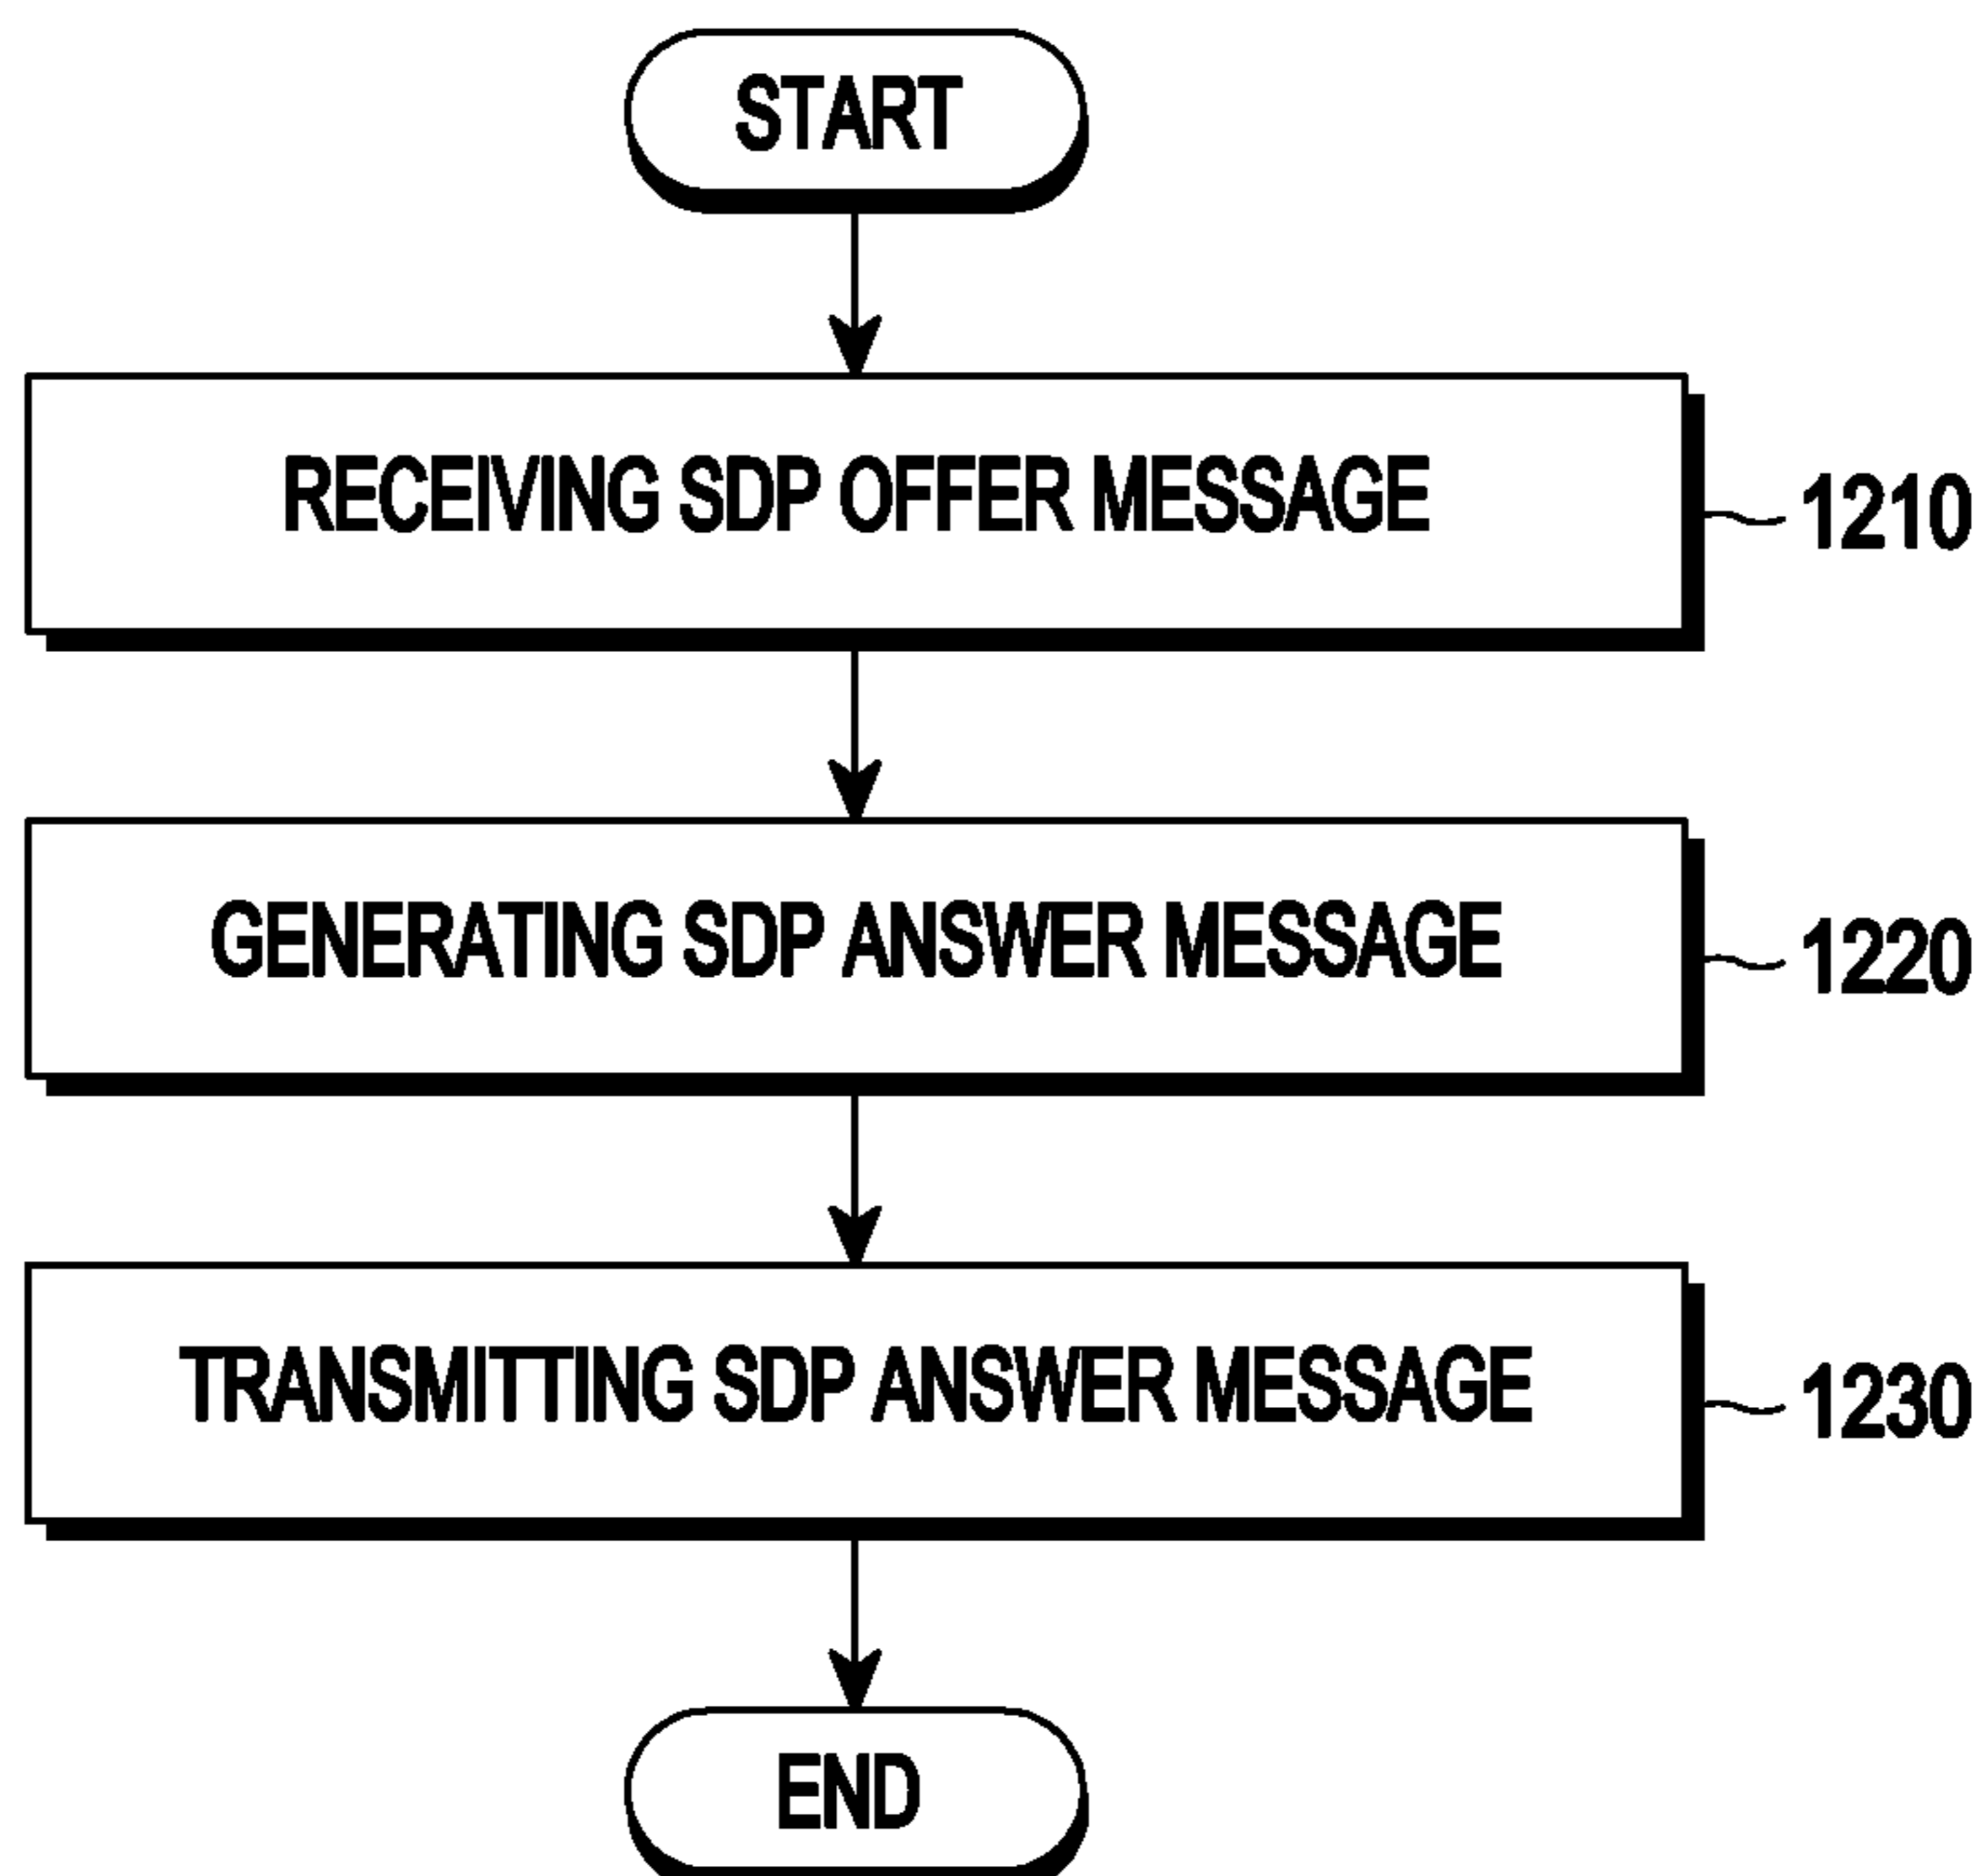 START
RECEIVING SDP OFFER MESSAGE
1210
GENERATING SDP ANSWER MESSAGE
1220
TRANSMITTING SDP ANSWER MESSAGE
1230
END